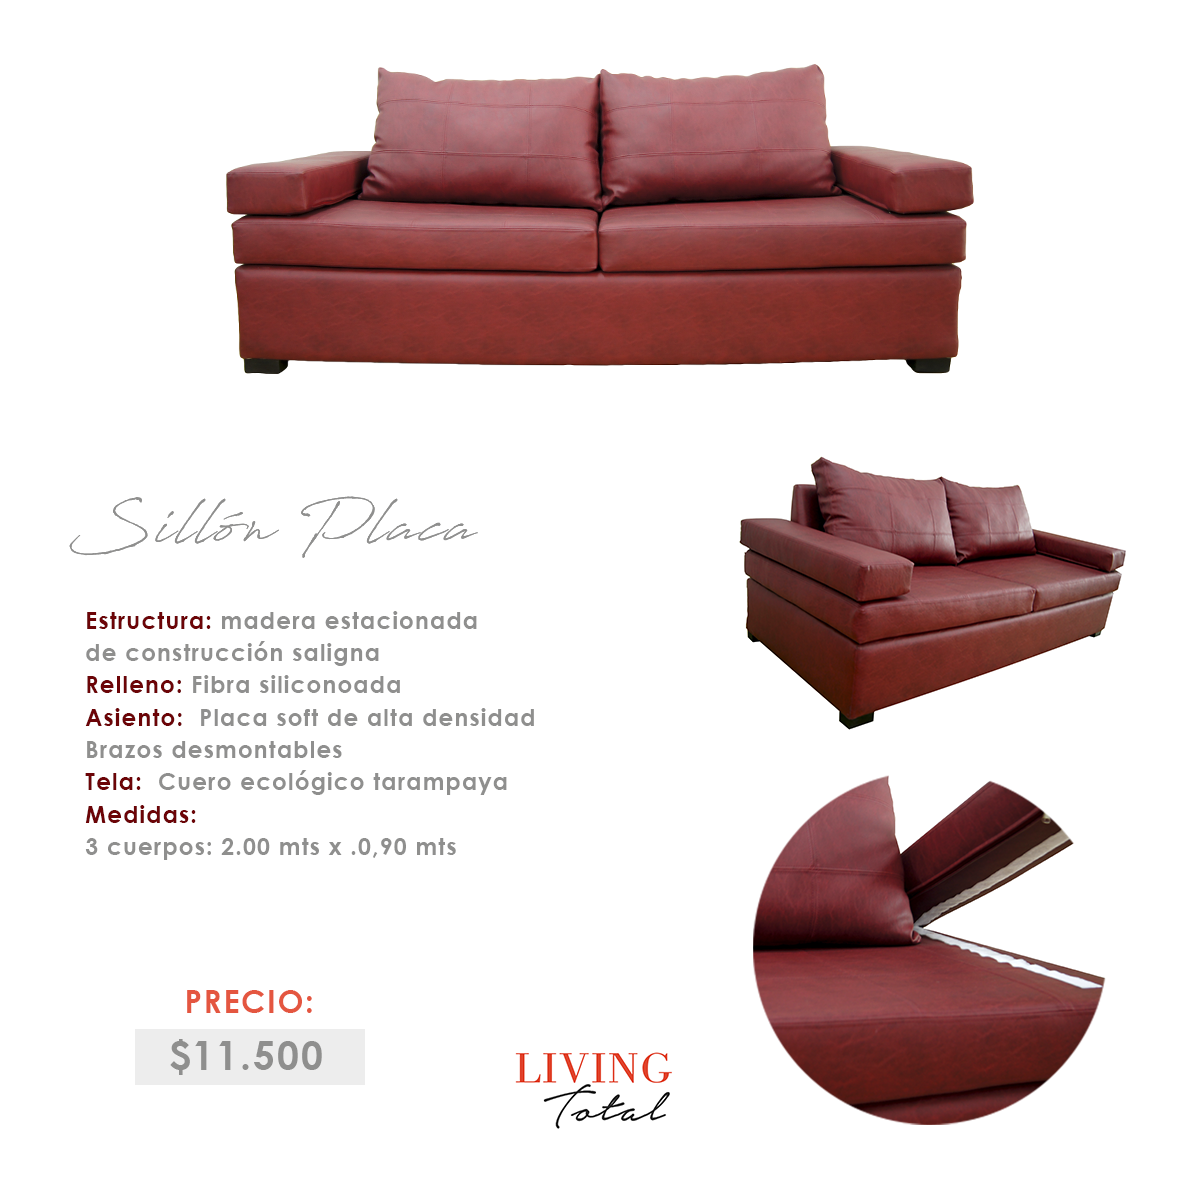 Sillón Placa
Estructura: madera estacionada
de construcción saligna
Relleno: Fibra siliconoada
Asiento: Placa soft de alta densidad
Brazos desmontables
Tela: Cuero ecológico tarampaya
Medidas:
3 cuerpos: 2.00 mts x .0,90 mts
PRECIO:
$11.500
LIVING
Total